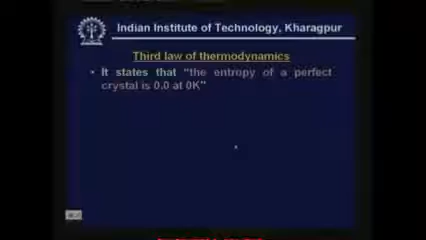 Indian Institute of Technology, Kharagpur
Third law of thermodynamics
• It states that "the entropy of a perfect
crystal is 0.0 at 0K"